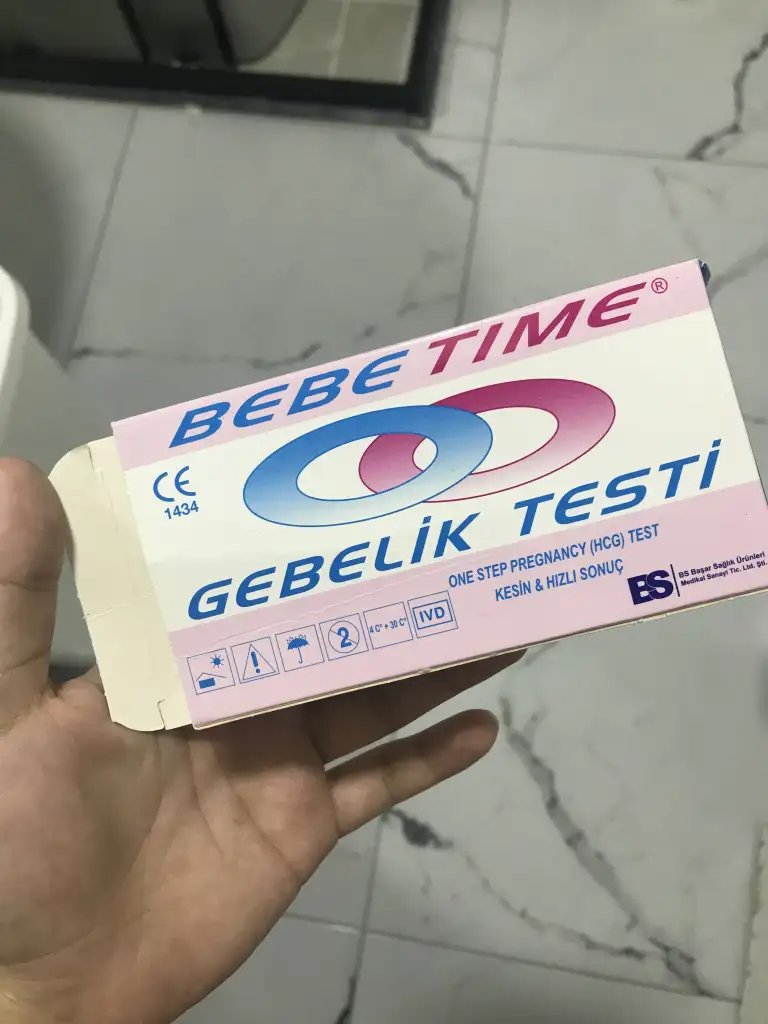 BEBE TIME®
CE
1434
GEBELİK TESTİ
ONE STEP PREGNANCY (HCG) TEST
KESİN & HIZLI SONUÇ
BS
BS Başar Sağlık Ürünleri
Medikal Sanayi Tic. Ltd. Şti.
2
4 C° + 30 C°
IVD